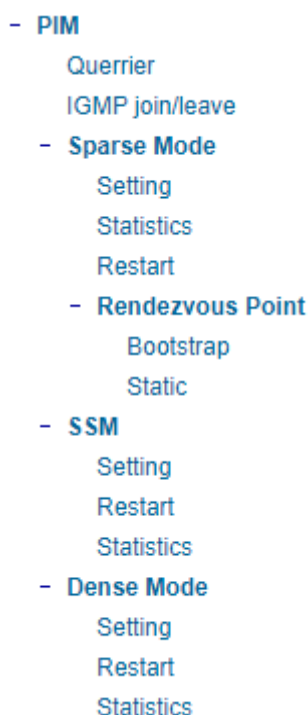 - PIM
Querrier
IGMP join/leave
- Sparse Mode
Setting
Statistics
Restart
- Rendezvous Point
Bootstrap
Static
- SSM
Setting
Restart
Statistics
- Dense Mode
Setting
Restart
Statistics